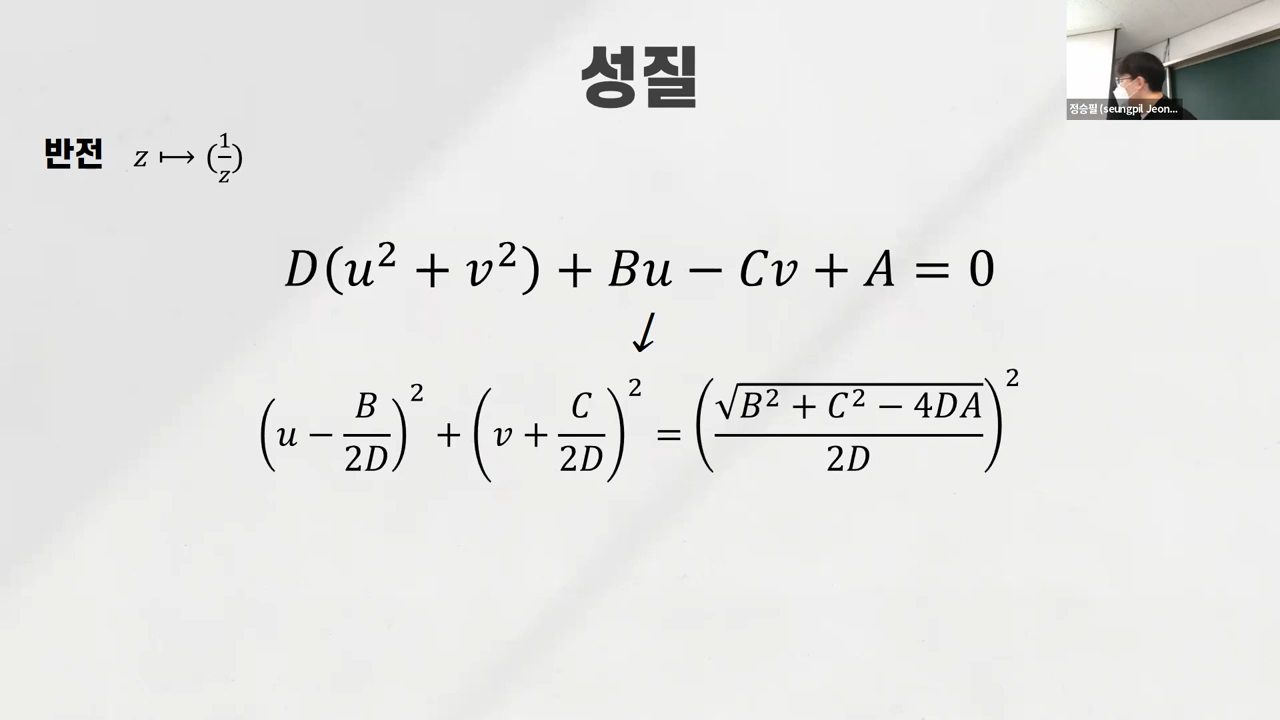 성질
정승필 (seungpil Jeon...
반전 z ⟼ (1/z)
D(u² + v²) + Bu − Cv + A = 0
↓
(u − B/2D)² + (v + C/2D)² = (√(B² + C² − 4DA)/2D)²